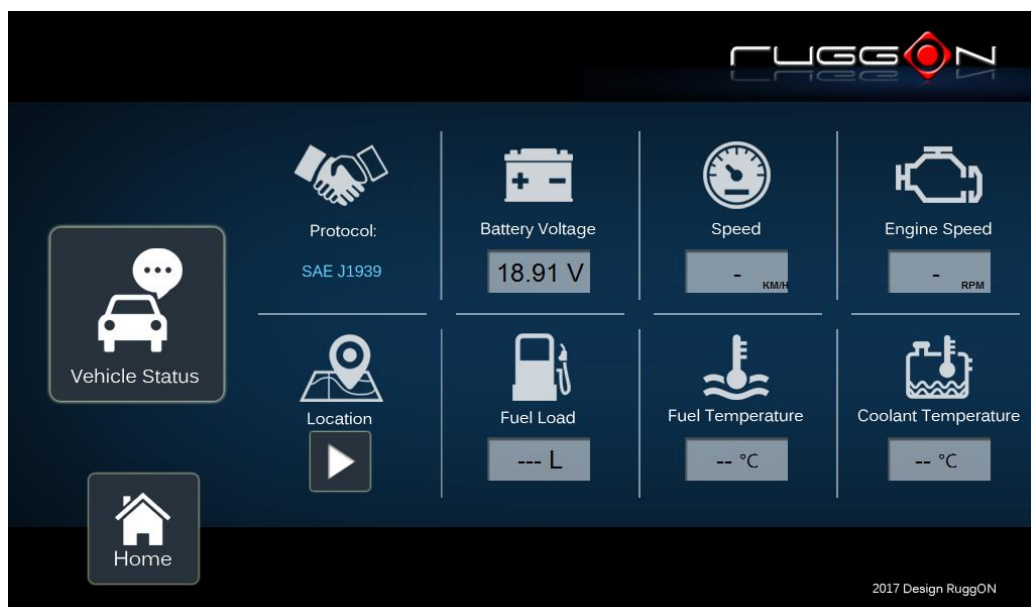 ruggON
Protocol:
SAE J1939
Battery Voltage
18.91 V
Speed
- KM/H
Engine Speed
- RPM
Vehicle Status
Location
Fuel Load
--- L
Fuel Temperature
-- °C
Coolant Temperature
-- °C
Home
2017 Design RuggON